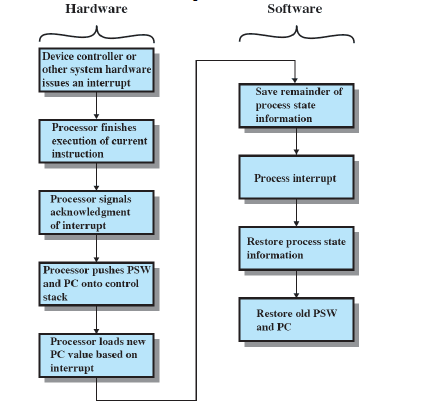 Hardware
Device controller or
other system hardware
issues an interrupt
Processor finishes
execution of current
instruction
Processor signals
acknowledgment
of interrupt
Processor pushes PSW
and PC onto control
stack
Processor loads new
PC value based on
interrupt
Software
Save remainder of
process state
information
Process interrupt
Restore process state
information
Restore old PSW
and PC